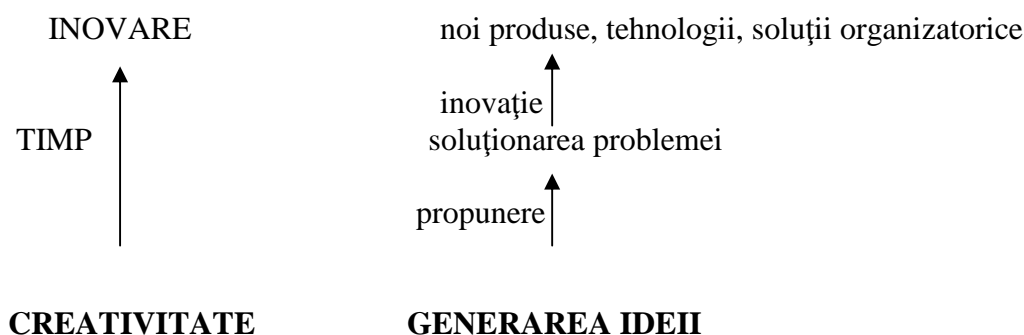 INOVARE noi produse, tehnologii, soluţii organizatorice
inovaţie
TIMP soluţionarea problemei
propunere
CREATIVITATE GENERAREA IDEII